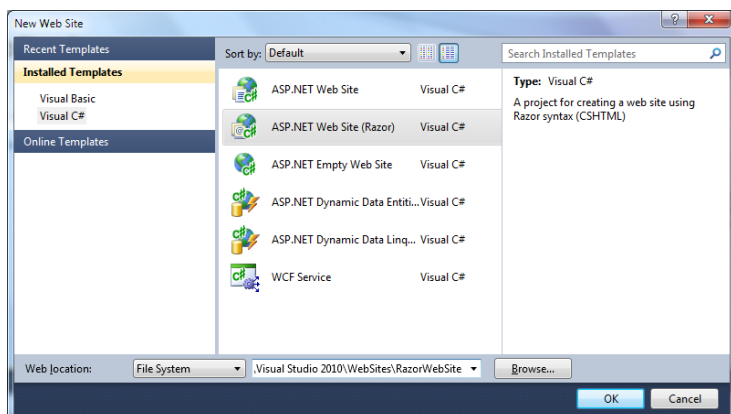 New Web Site
Recent Templates
Installed Templates
Visual Basic
Visual C#
Online Templates
Sort by: Default
Search Installed Templates
ASP.NET Web Site Visual C#
ASP.NET Web Site (Razor) Visual C#
ASP.NET Empty Web Site Visual C#
ASP.NET Dynamic Data Entiti... Visual C#
ASP.NET Dynamic Data Linq... Visual C#
WCF Service Visual C#
Type: Visual C#
A project for creating a web site using
Razor syntax (CSHTML)
Web location: File System Visual Studio 2010\WebSites\RazorWebSite Browse...
OK Cancel